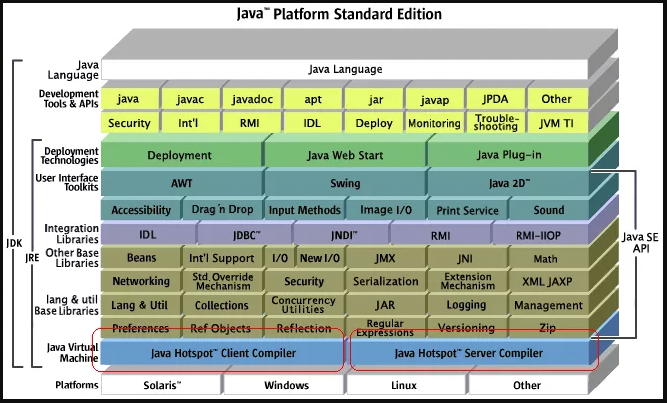 Java™ Platform Standard Edition
Java Language
Java Language
Development Tools & APIs
java javac javadoc apt jar javap JPDA Other
Security Int'l RMI IDL Deploy Monitoring Trouble-shooting JVM TI
Deployment Technologies
Deployment Java Web Start Java Plug-in
User Interface Toolkits
AWT Swing Java 2D™
Accessibility Drag 'n Drop Input Methods Image I/O Print Service Sound
Integration Libraries
IDL JDBC™ JNDI™ RMI RMI-IIOP
Other Base Libraries
Beans Int'l Support I/O New I/O JMX JNI Math
Networking Std. Override Mechanism Security Serialization Extension Mechanism XML JAXP
lang & util Base Libraries
Lang & Util Collections Concurrency Utilities JAR Logging Management
Preferences Ref Objects Reflection Regular Expressions Versioning Zip
Java Virtual Machine
Java Hotspot™ Client Compiler Java Hotspot™ Server Compiler
Platforms
Solaris™ Windows Linux Other
JDK
JRE
Java SE API